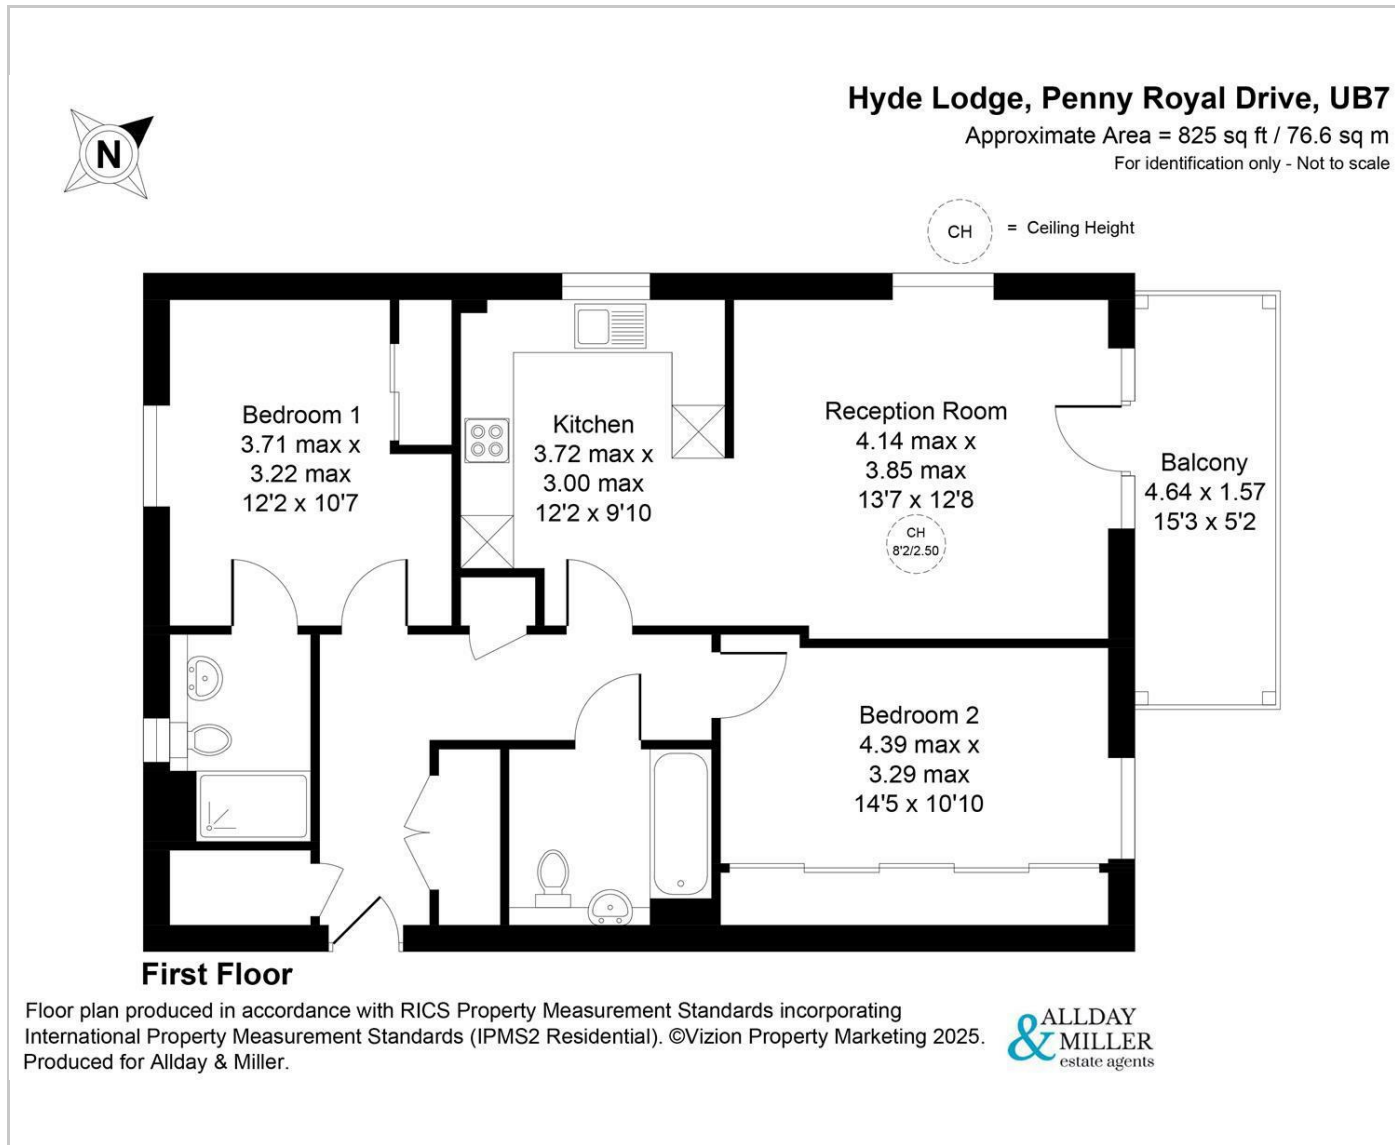 N
Hyde Lodge, Penny Royal Drive, UB7
Approximate Area = 825 sq ft / 76.6 sq m
For identification only - Not to scale
CH = Ceiling Height
Bedroom 1
3.71 max x
3.22 max
12'2 x 10'7
Kitchen
3.72 max x
3.00 max
12'2 x 9'10
Reception Room
4.14 max x
3.85 max
13'7 x 12'8
CH
8'2/2.50
Balcony
4.64 x 1.57
15'3 x 5'2
Bedroom 2
4.39 max x
3.29 max
14'5 x 10'10
First Floor
Floor plan produced in accordance with RICS Property Measurement Standards incorporating
International Property Measurement Standards (IPMS2 Residential). ©Vizion Property Marketing 2025.
Produced for Allday & Miller.
ALLDAY
& MILLER
estate agents